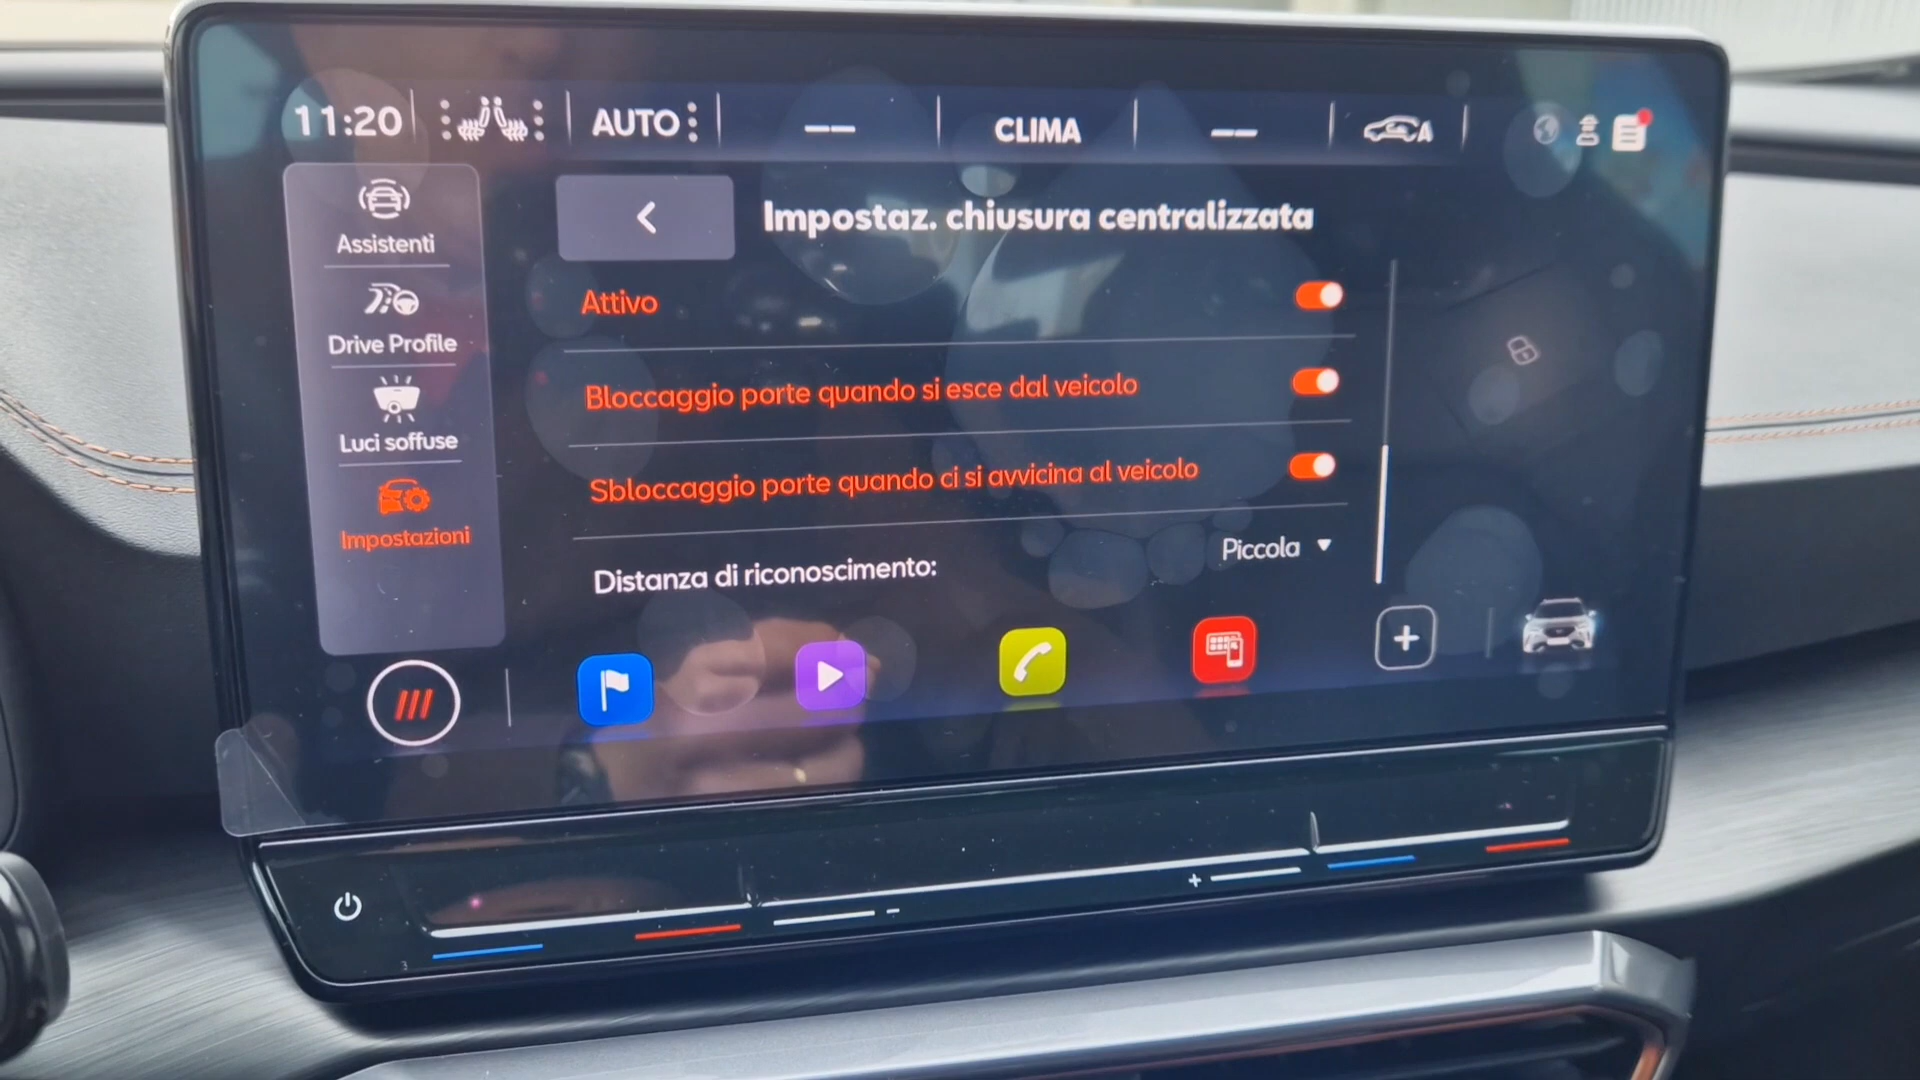 11:20
AUTO
CLIMA
A
Assistenti
Drive Profile
Luci soffuse
Impostazioni
Impostaz. chiusura centralizzata
Attivo
Bloccaggio porte quando si esce dal veicolo
Sbloccaggio porte quando ci si avvicina al veicolo
Distanza di riconoscimento:
Piccola